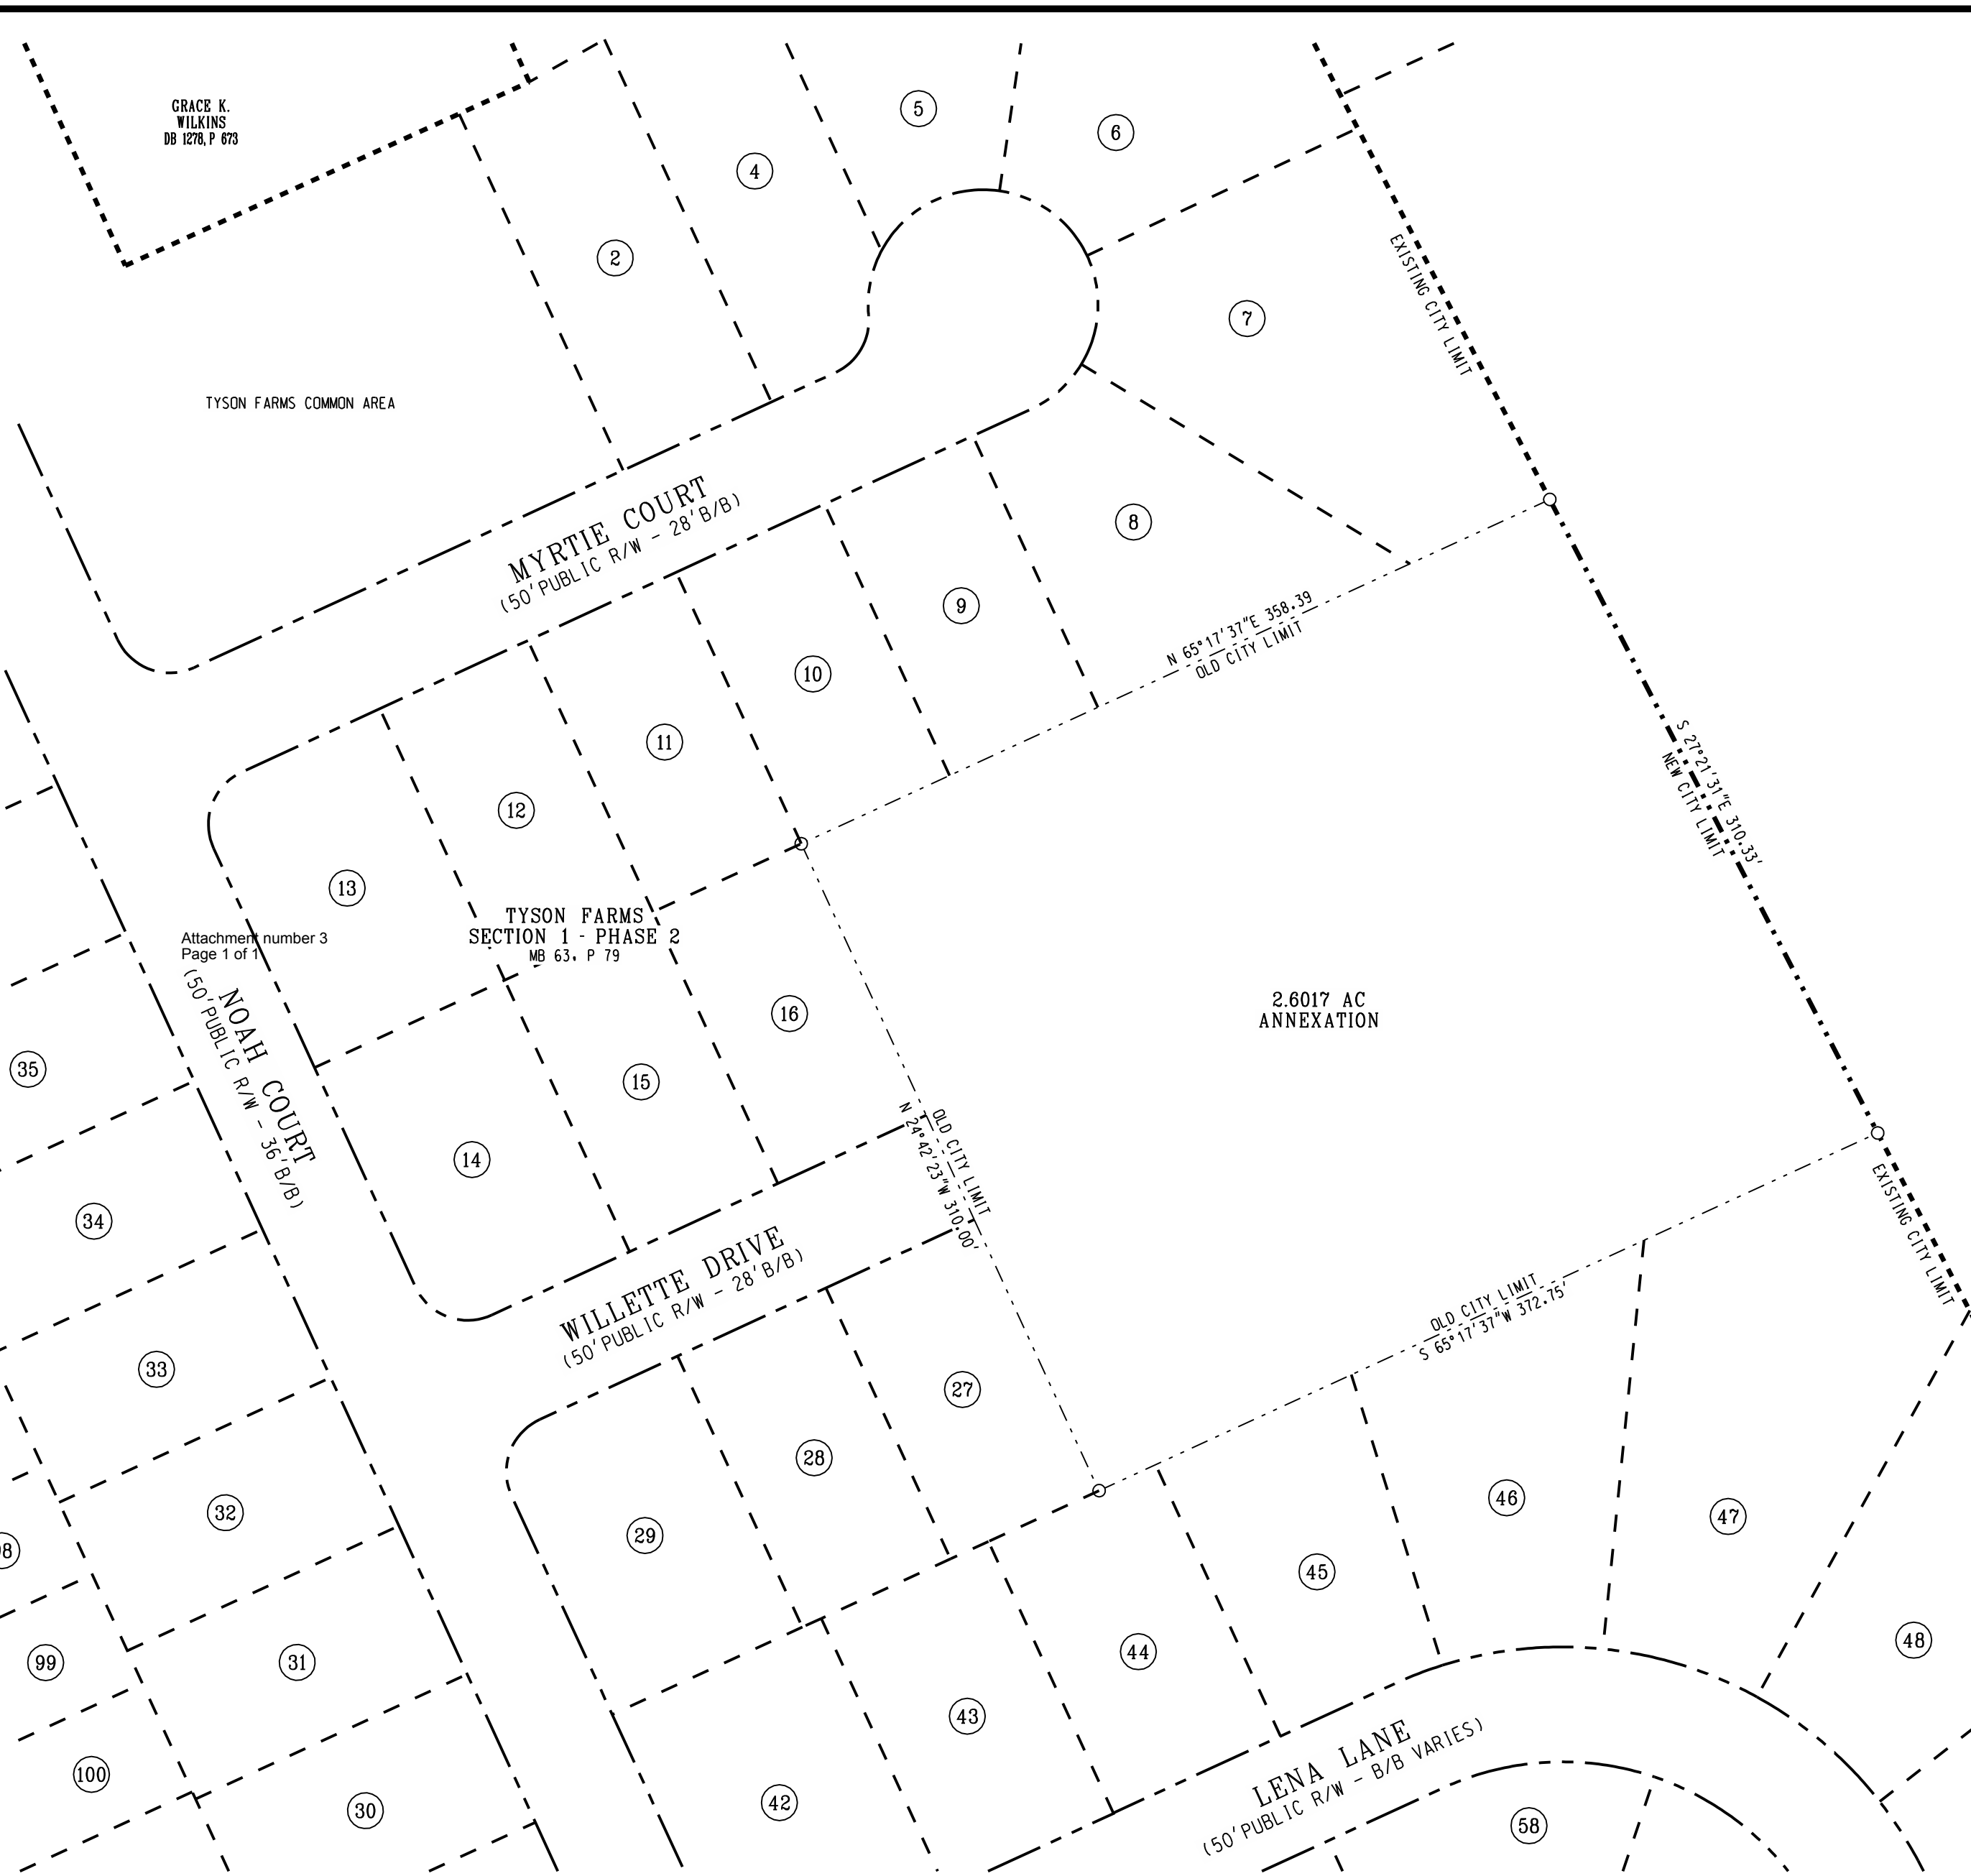 GRACE K.
WILKINS
DB 1278, P 673
5
6
4
2
EXISTING CITY LIMIT
7
TYSON FARMS COMMON AREA
MYRTIE COURT
(50' PUBLIC R/W - 28' B/B)
8
9
N 65°17'37"E 358.39
OLD CITY LIMIT
10
11
12
13
S 27°21'31"E 310.33'
NEW CITY LIMIT
TYSON FARMS
SECTION 1 - PHASE 2
MB 63, P 79
Attachment number 3
Page 1 of 1
NOAH COURT
(50' PUBLIC R/W - 36' B/B)
2.6017 AC
ANNEXATION
16
15
14
35
34
33
32
31
30
OLD CITY LIMIT
N 24°42'23"W 310.00'
EXISTING CITY LIMIT
WILLETTE DRIVE
(50' PUBLIC R/W - 28' B/B)
OLD CITY LIMIT
S 65°17'37"W 372.75'
27
28
29
46
47
45
44
43
42
48
99
100
LENA LANE
(50' PUBLIC R/W - B/B VARIES)
58